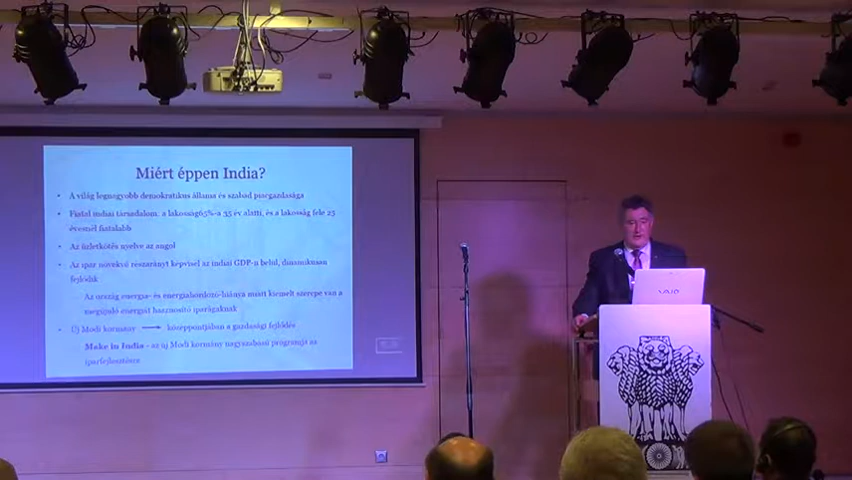 Miért éppen India?
A világ legnagyobb demokratikus állama és szabad piacgazdasága
Fiatal indiai társadalom: a lakosság 65%-a 35 év alatti, és a lakosság fele 25
évesnél fiatalabb
Az üzletkötés nyelve az angol
Az ipar növekvő részarányt képvisel az indiai GDP-n belül, dinamikusan
fejlődik
Az ország energia- és energiahordozó-hiánya miatt kiemelt szerepe van a
megújuló energiát hasznosító iparágaknak
Új Modi kormány → középpontjában a gazdasági fejlődés
Make in India - az új Modi kormány nagyszabású programja az
iparfejlesztésre
VAIO